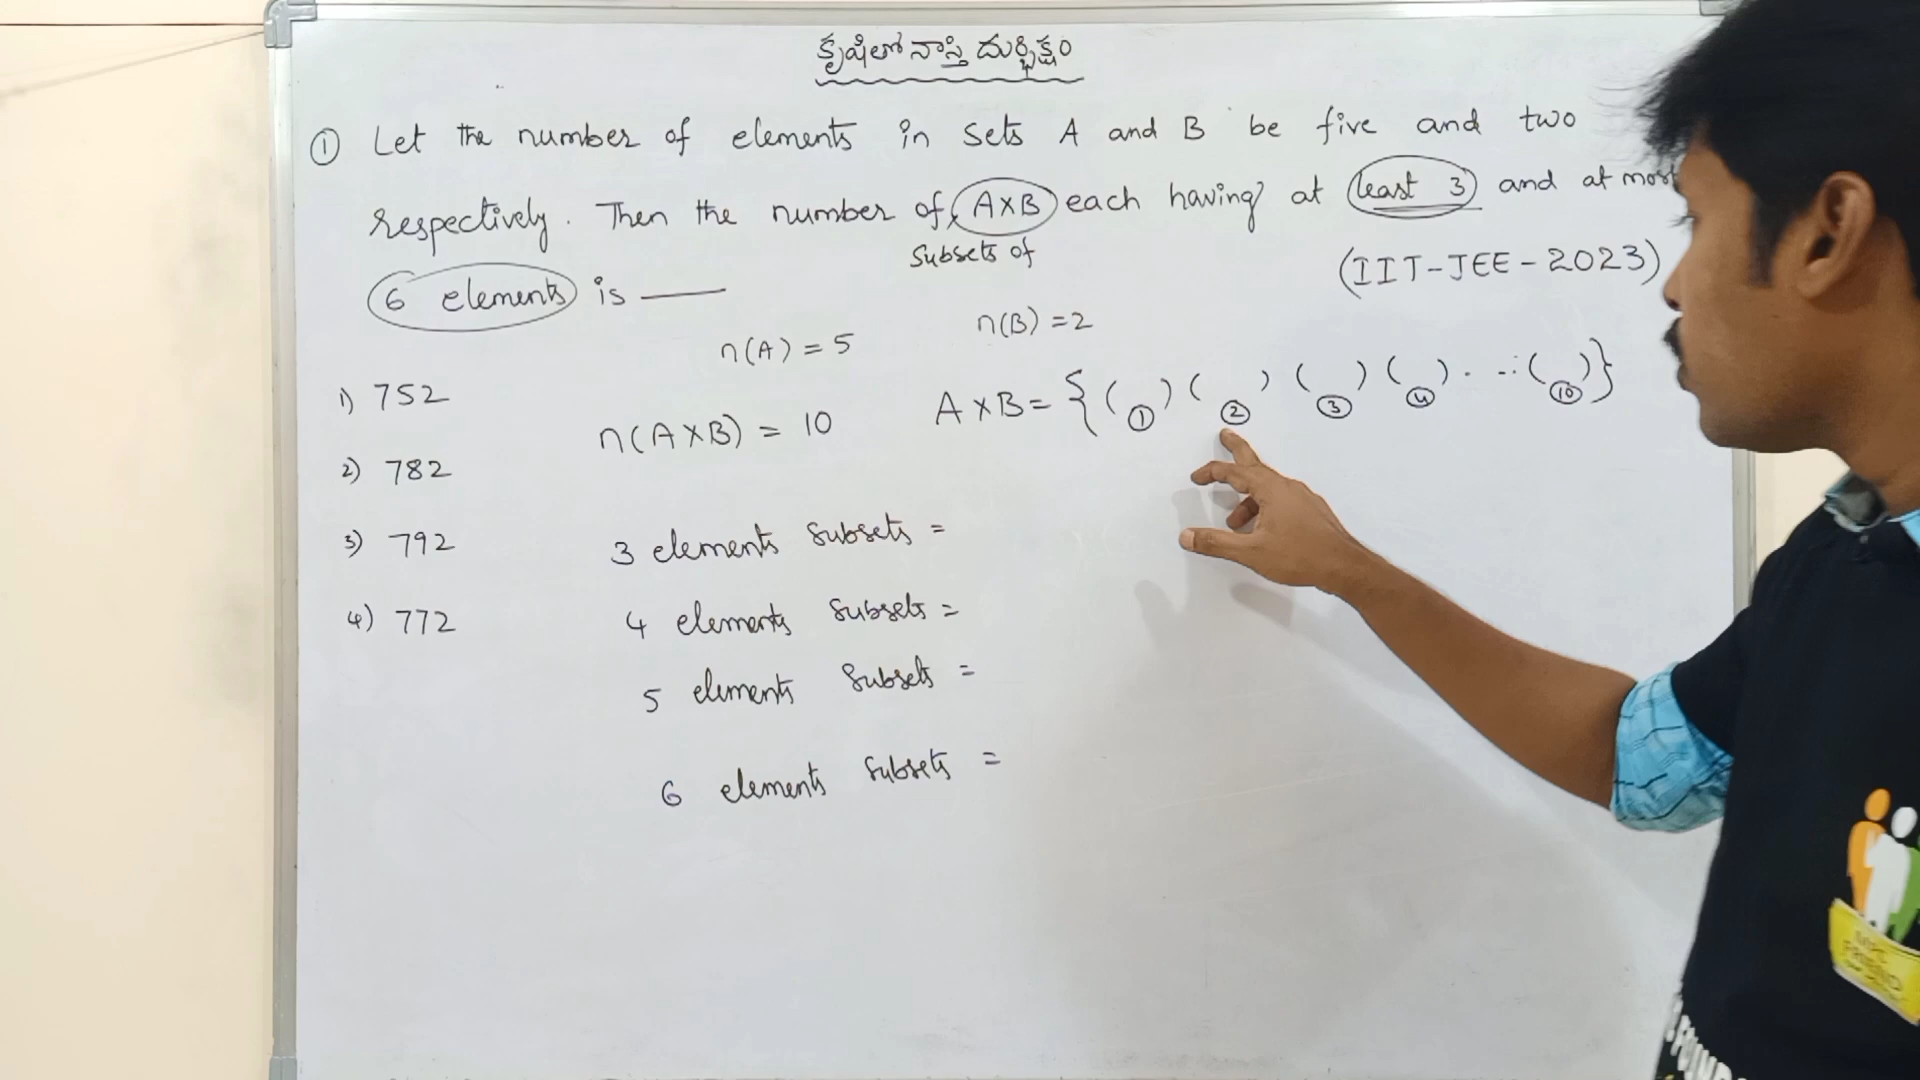 కృషితో నాస్తి దుర్భిక్షం
① Let the number of elements in sets A and B be five and two
respectively. Then the number of A×B each having at least 3 and at most
Subsets of
6 elements is ___
(IIT-JEE-2023)
n(A) = 5
n(B) = 2
1) 752
A×B = {( ① ) ( ② ) ( ③ ) ( ④ ) . ... ( ⑩ )}
n(A×B) = 10
2) 782
3) 792
3 elements subsets =
4) 772
4 elements subsets =
5 elements subsets =
6 elements subsets =
FRIEND